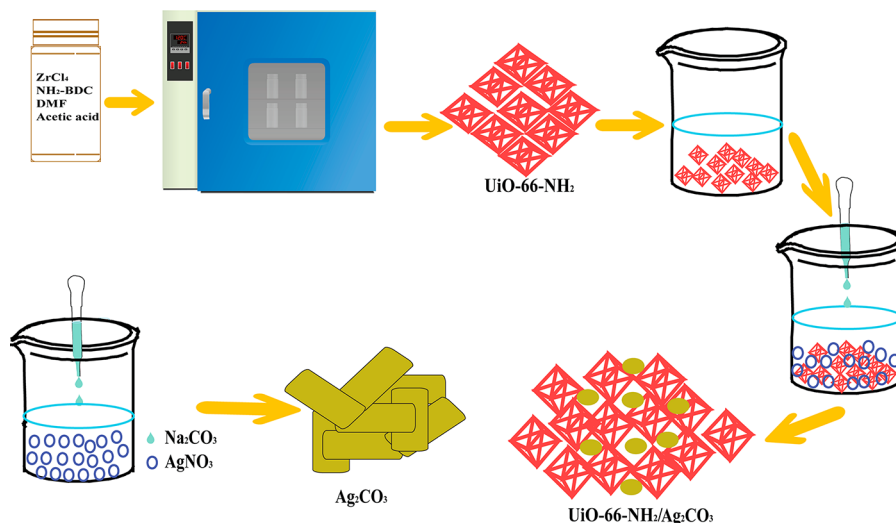 ZrCl₄
NH₂-BDC
DMF
Acetic acid
UiO-66-NH₂
Na₂CO₃
AgNO₃
Ag₂CO₃
UiO-66-NH₂/Ag₂CO₃